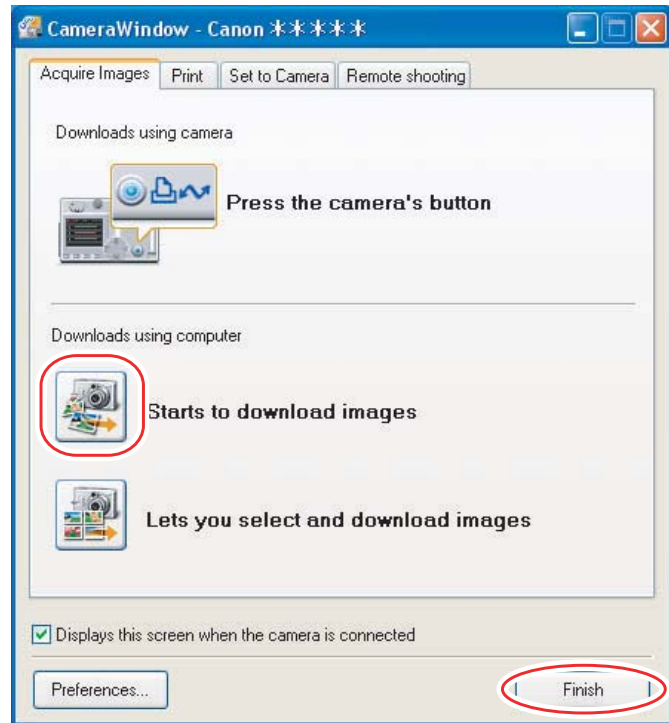 CameraWindow - Canon *****
Acquire Images Print Set to Camera Remote shooting
Downloads using camera
Press the camera's button
Downloads using computer
Starts to download images
Lets you select and download images
Displays this screen when the camera is connected
Preferences... Finish